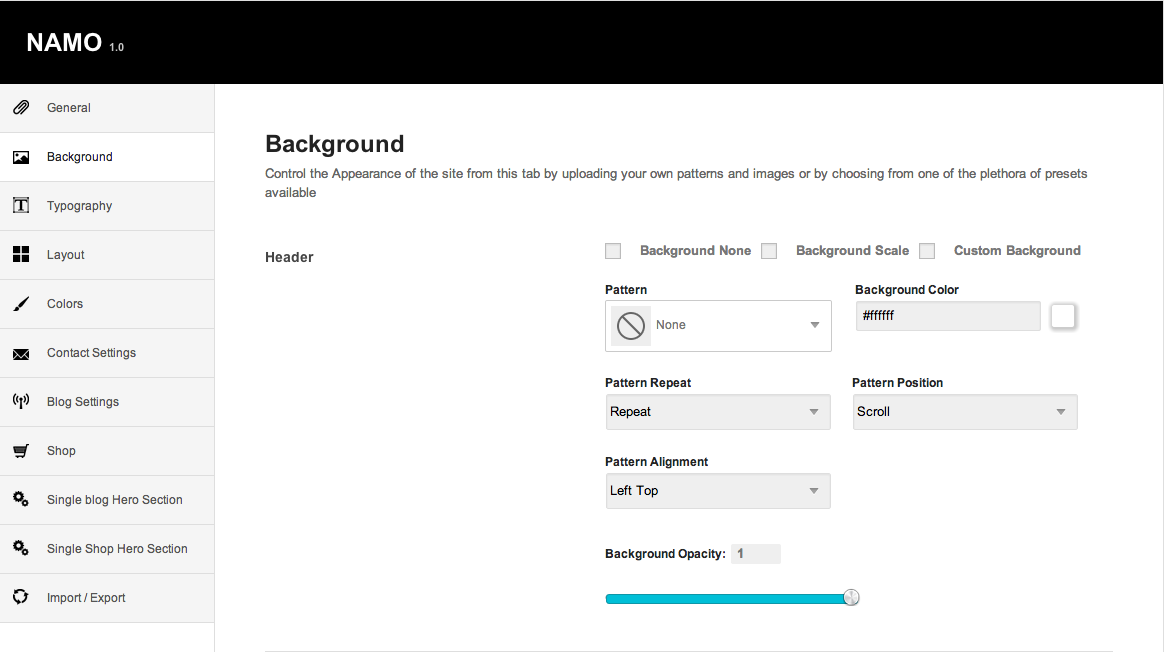 NAMO 1.0
General
Background
Typography
Layout
Colors
Contact Settings
Blog Settings
Shop
Single blog Hero Section
Single Shop Hero Section
Import / Export
Background
Control the Appearance of the site from this tab by uploading your own patterns and images or by choosing from one of the plethora of presets
available
Header
Background None Background Scale Custom Background
Pattern Background Color
None #ffffff
Pattern Repeat Pattern Position
Repeat Scroll
Pattern Alignment
Left Top
Background Opacity: 1